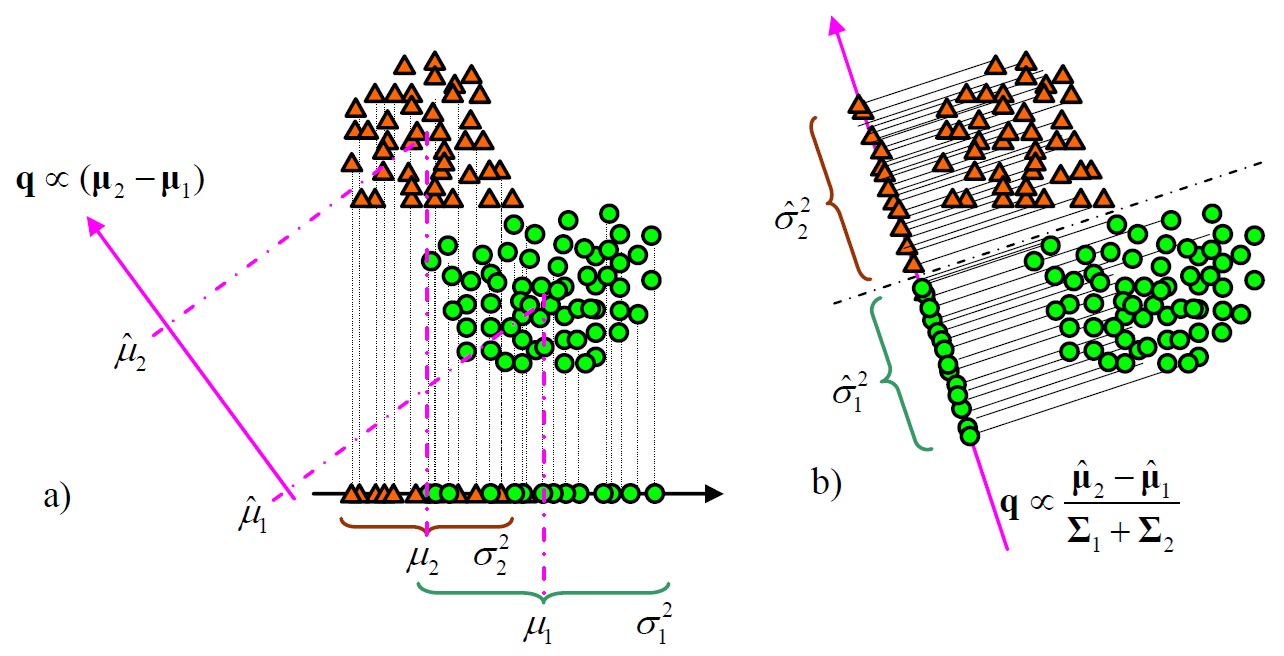 q ∝ (μ₂ − μ₁)
μ̂₂
μ̂₁
a)
μ₂ σ₂²
μ₁ σ₁²
σ̂₂²
σ̂₁²
b)
q ∝ (μ̂₂ − μ̂₁) / (Σ₁ + Σ₂)